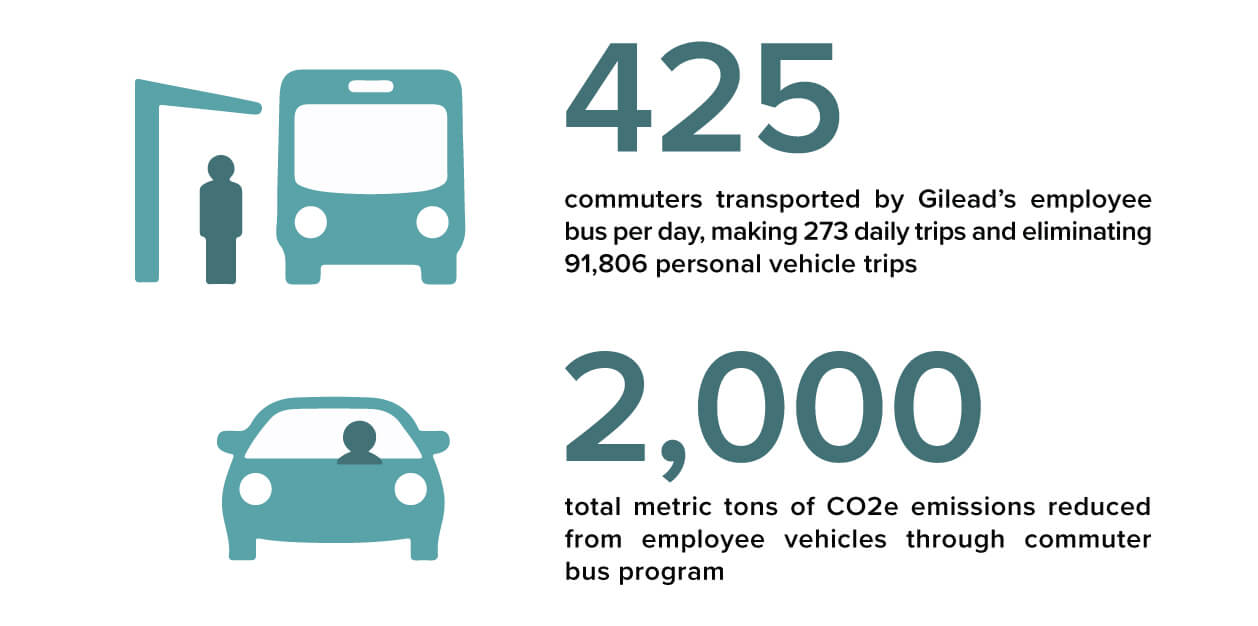 425
commuters transported by Gilead’s employee
bus per day, making 273 daily trips and eliminating
91,806 personal vehicle trips
2,000
total metric tons of CO2e emissions reduced
from employee vehicles through commuter
bus program